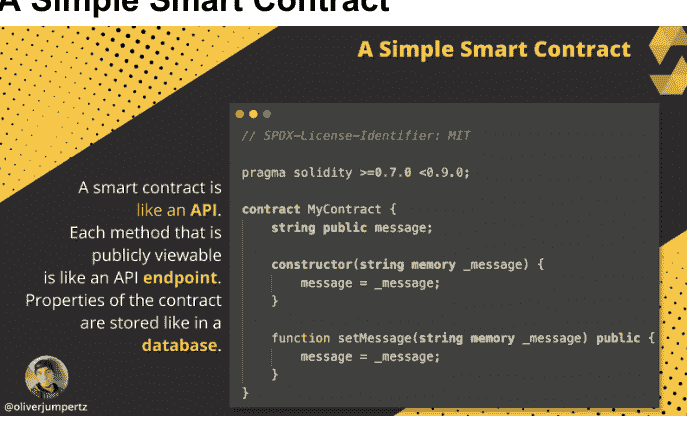 A Simple Smart Contract
A Simple Smart Contract
// SPDX-License-Identifier: MIT
pragma solidity >=0.7.0 <0.9.0;
contract MyContract {
string public message;
constructor(string memory _message) {
message = _message;
}
function setMessage(string memory _message) public {
message = _message;
}
}
A smart contract is
like an API.
Each method that is
publicly viewable
is like an API endpoint.
Properties of the contract
are stored like in a
database.
@oliverjumpertz